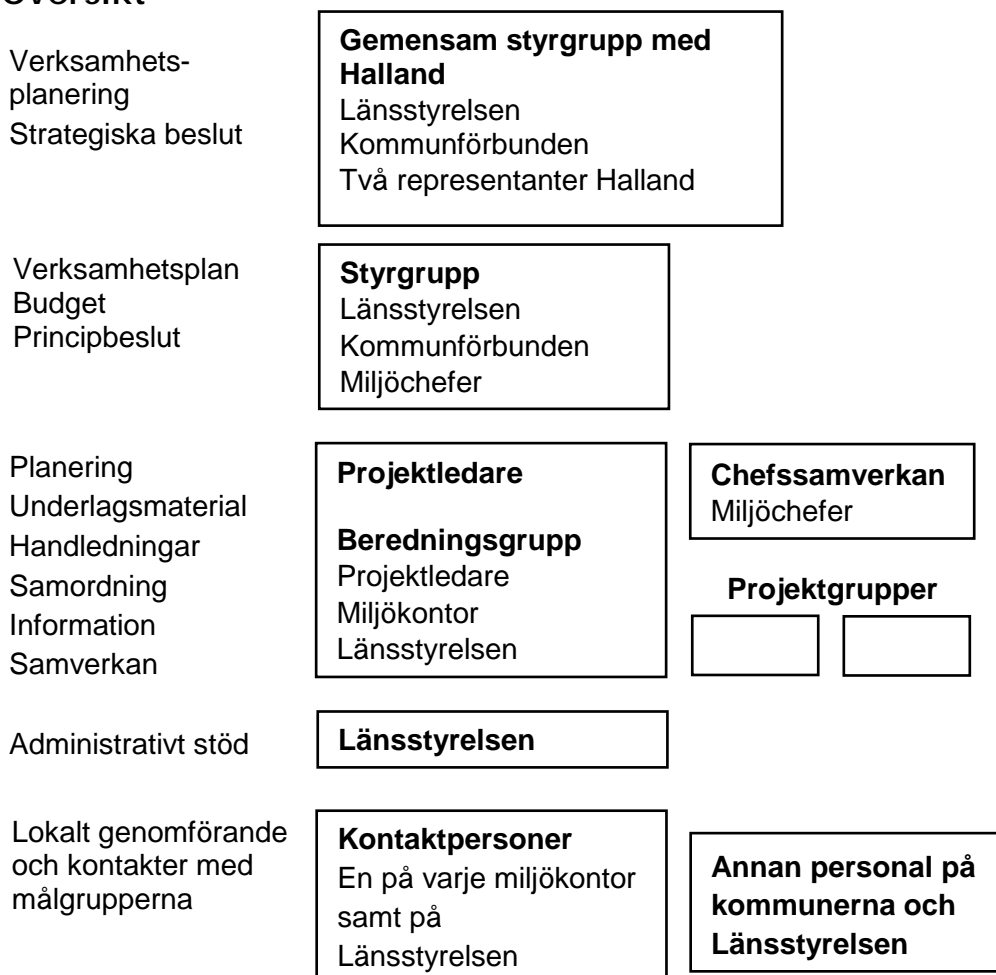 Översikt
Verksamhets-
planering
Strategiska beslut
Gemensam styrgrupp med
Halland
Länsstyrelsen
Kommunförbunden
Två representanter Halland
Verksamhetsplan
Budget
Principbeslut
Styrgrupp
Länsstyrelsen
Kommunförbunden
Miljöchefer
Planering
Underlagsmaterial
Handledningar
Samordning
Information
Samverkan
Projektledare
Beredningsgrupp
Projektledare
Miljökontor
Länsstyrelsen
Chefssamverkan
Miljöchefer
Projektgrupper
Administrativt stöd
Länsstyrelsen
Lokalt genomförande
och kontakter med
målgrupperna
Kontaktpersoner
En på varje miljökontor
samt på
Länsstyrelsen
Annan personal på
kommunerna och
Länsstyrelsen